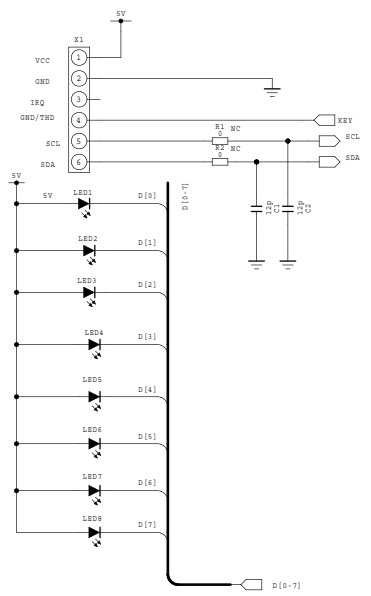 5V
X1
VCC
1
GND
2
IRQ
3
GND/THD
4
KEY
R1 NC
0
SCL
5
SCL
R2 NC
0
SDA
6
SDA
5V
5V
LED1
D[0]
D[0-7]
12p
C1
12p
C2
LED2
D[1]
LED3
D[2]
LED4
D[3]
LED5
D[4]
LED6
D[5]
LED7
D[6]
LED8
D[7]
D[0-7]